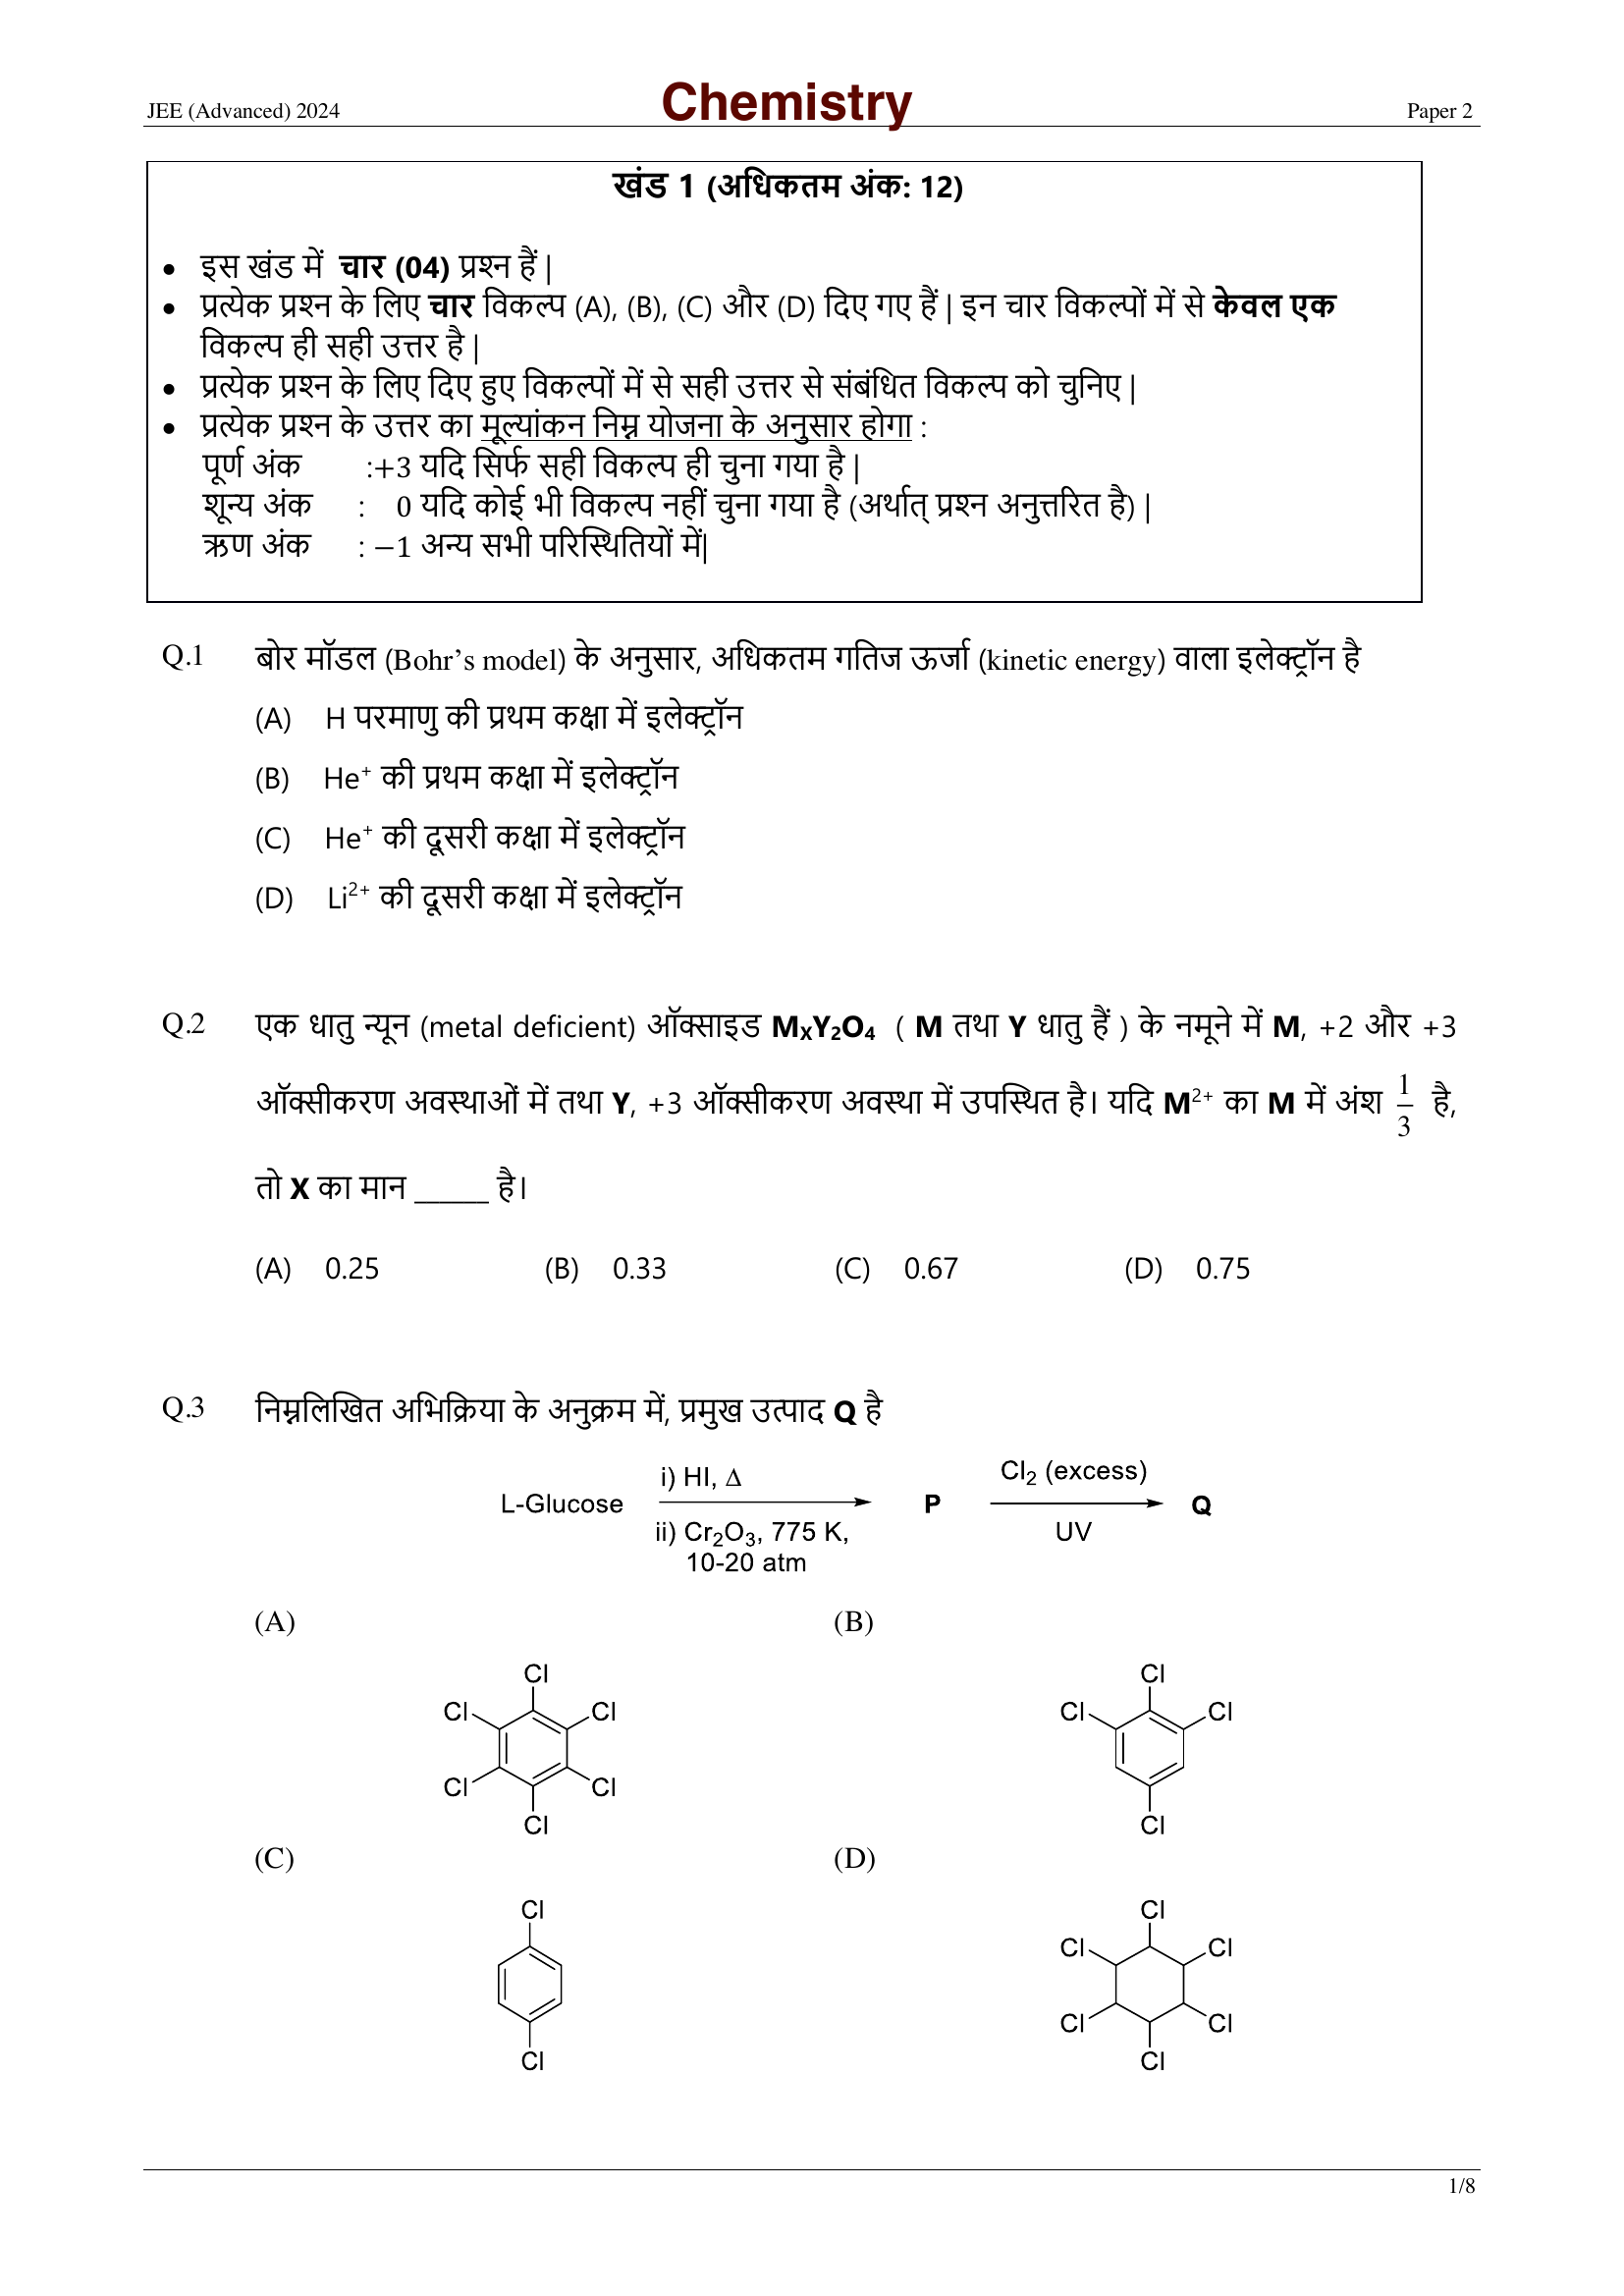 JEE (Advanced) 2024 Chemistry Paper 2
खंड 1 (अधिकतम अंक: 12)
• इस खंड में चार (04) प्रश्न हैं |
• प्रत्येक प्रश्न के लिए चार विकल्प (A), (B), (C) और (D) दिए गए हैं | इन चार विकल्पों में से केवल एक
विकल्प ही सही उत्तर है |
• प्रत्येक प्रश्न के लिए दिए हुए विकल्पों में से सही उत्तर से संबंधित विकल्प को चुनिए |
• प्रत्येक प्रश्न के उत्तर का मूल्यांकन निम्न योजना के अनुसार होगा :
पूर्ण अंक :+3 यदि सिर्फ सही विकल्प ही चुना गया है |
शून्य अंक : 0 यदि कोई भी विकल्प नहीं चुना गया है (अर्थात् प्रश्न अनुत्तरित है) |
ऋण अंक : −1 अन्य सभी परिस्थितियों में|
Q.1 बोर मॉडल (Bohr’s model) के अनुसार, अधिकतम गतिज ऊर्जा (kinetic energy) वाला इलेक्ट्रॉन है
(A) H परमाणु की प्रथम कक्षा में इलेक्ट्रॉन
(B) He⁺ की प्रथम कक्षा में इलेक्ट्रॉन
(C) He⁺ की दूसरी कक्षा में इलेक्ट्रॉन
(D) Li²⁺ की दूसरी कक्षा में इलेक्ट्रॉन
Q.2 एक धातु न्यून (metal deficient) ऑक्साइड MₓY₂O₄ ( M तथा Y धातु हैं ) के नमूने में M, +2 और +3
ऑक्सीकरण अवस्थाओं में तथा Y, +3 ऑक्सीकरण अवस्था में उपस्थित है। यदि M²⁺ का M में अंश 1/3 है,
तो X का मान _____ है।
(A) 0.25 (B) 0.33 (C) 0.67 (D) 0.75
Q.3 निम्नलिखित अभिक्रिया के अनुक्रम में, प्रमुख उत्पाद Q है
i) HI, Δ Cl₂ (excess)
L-Glucose P Q
ii) Cr₂O₃, 775 K, UV
10-20 atm
(A) (B)
Cl Cl
Cl Cl Cl Cl
Cl Cl
Cl Cl
(C) (D)
Cl Cl
Cl Cl
Cl Cl
Cl Cl
1/8